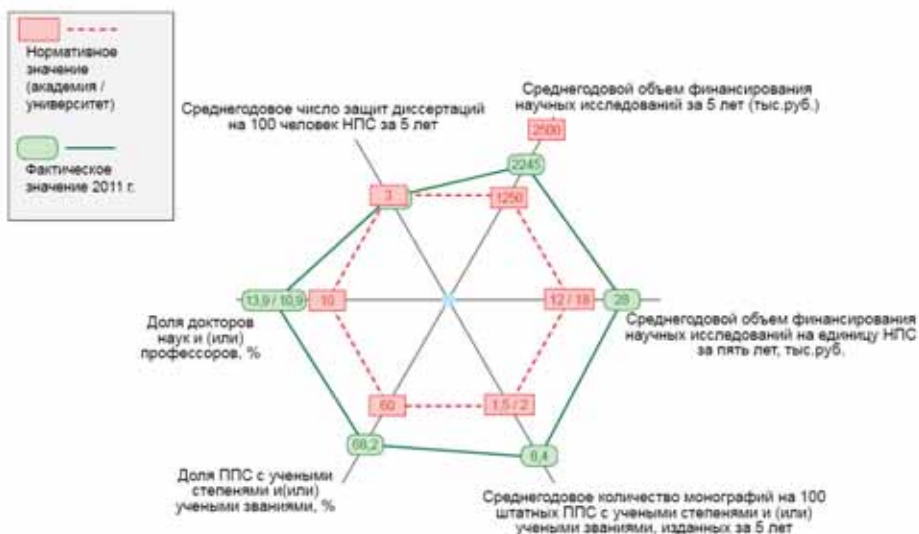 Нормативное
значение
(академия /
университет)
Фактическое
значение 2011 г.
Среднегодовое число защит диссертаций
на 100 человек НПС за 5 лет
Среднегодовой объем финансирования
научных исследований за 5 лет (тыс.руб.)
2500
2245
3
1250
13,9 / 10,9
10
12 / 18
28
Доля докторов
наук и (или)
профессоров, %
Среднегодовой объем финансирования
научных исследований на единицу НПС
за пять лет, тыс.руб.
60
1,5 / 2
68,2
6,4
Доля ППС с учеными
степенями и(или)
учеными званиями, %
Среднегодовое количество монографий на 100
штатных ППС с учеными степенями и (или)
учеными званиями, изданных за 5 лет